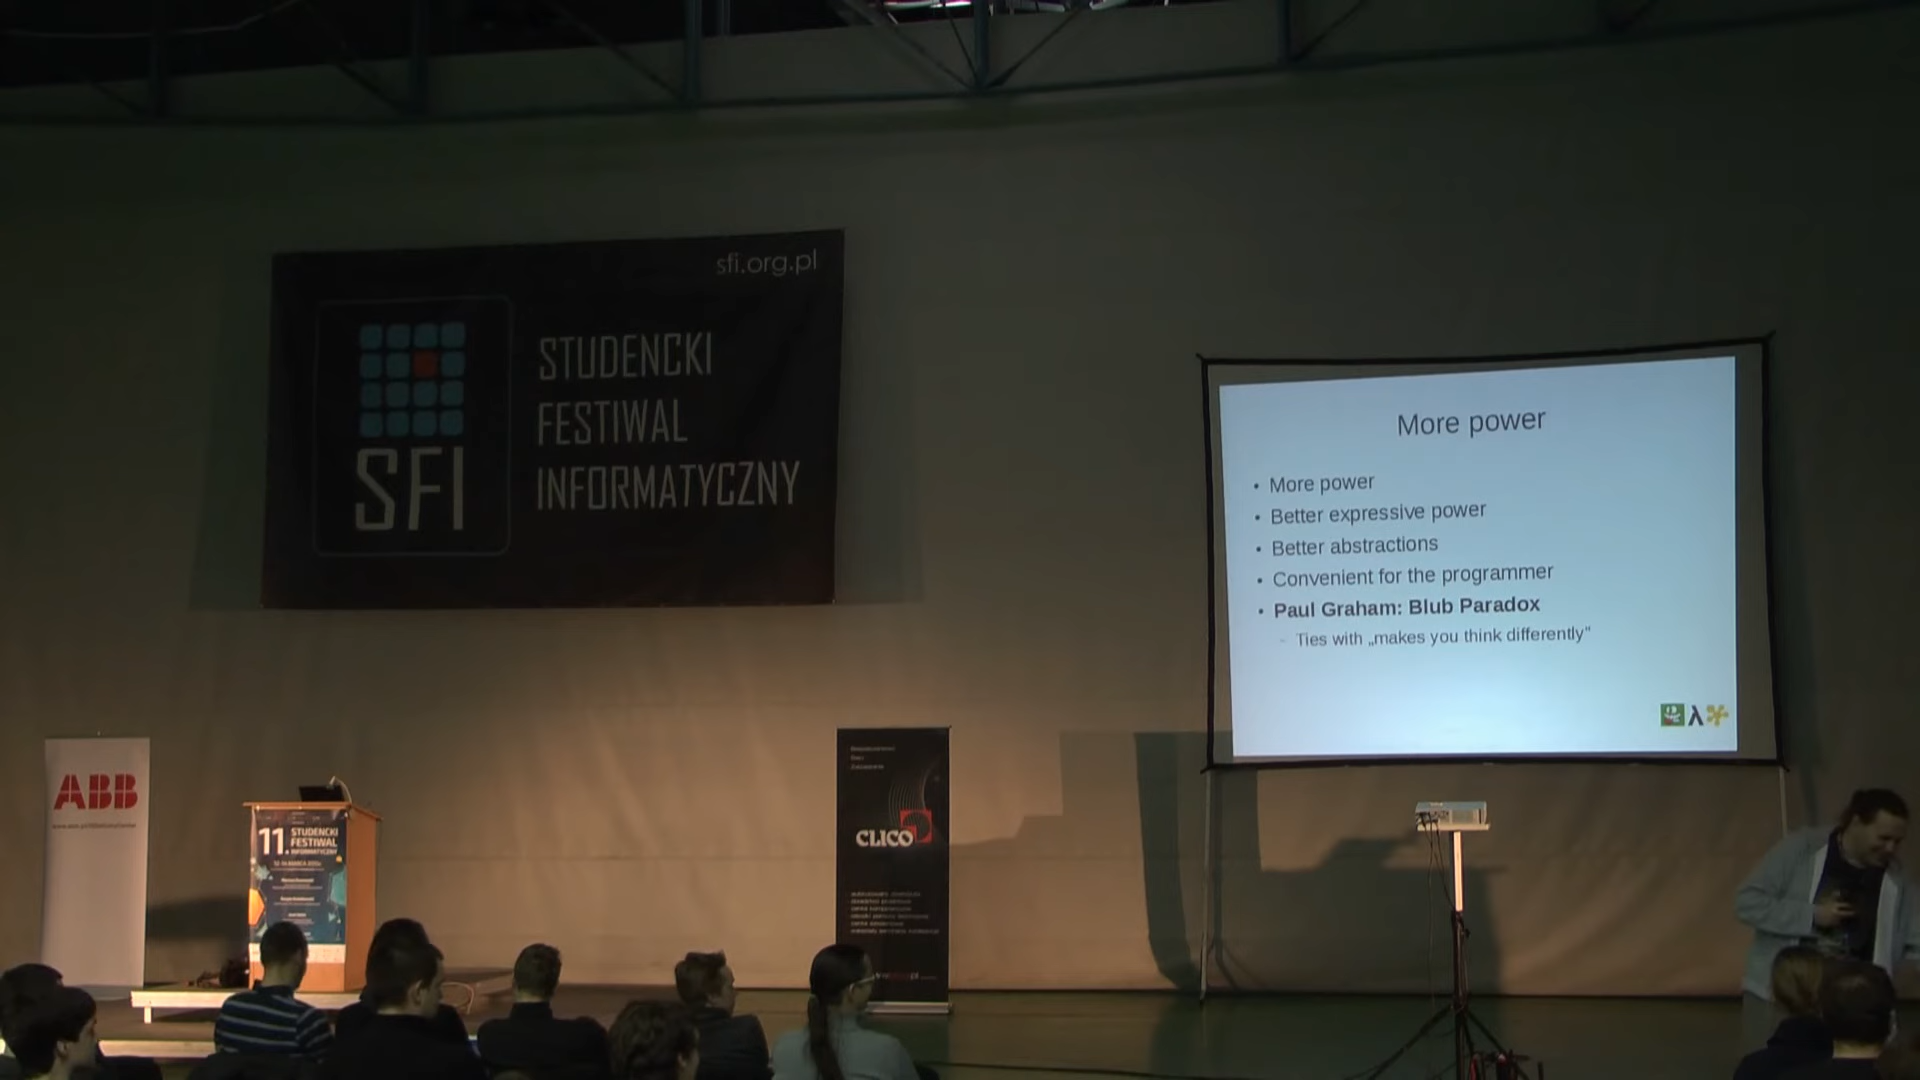 sfi.org.pl
SFI
STUDENCKI
FESTIWAL
INFORMATYCZNY
More power
• More power
• Better expressive power
• Better abstractions
• Convenient for the programmer
• Paul Graham: Blub Paradox
– Ties with „makes you think differently”
λ
ABB
11.
STUDENCKI
FESTIWAL
INFORMATYCZNY
CLICO